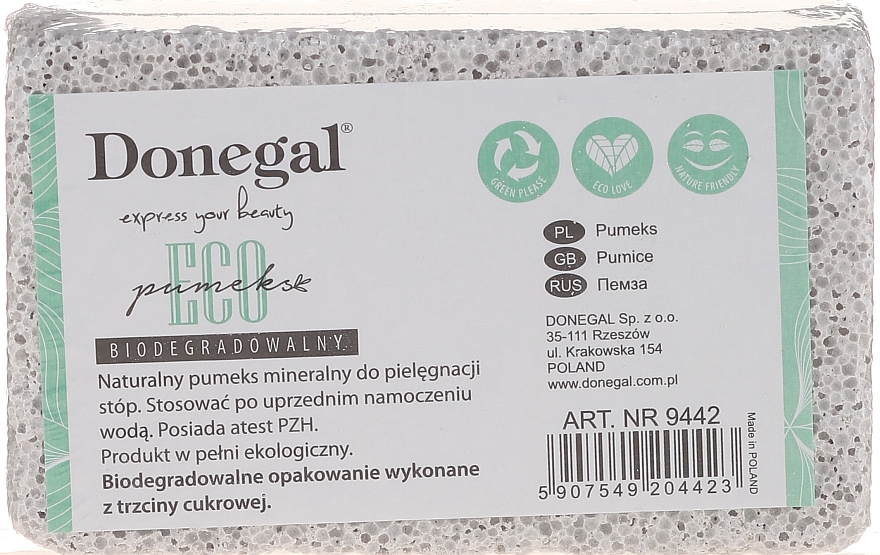 Donegal®
express your beauty
ECO
pumeks
BIODEGRADOWALNY
Naturalny pumeks mineralny do pielęgnacji
stóp. Stosować po uprzednim namoczeniu
wodą. Posiada atest PZH.
Produkt w pełni ekologiczny.
Biodegradowalne opakowanie wykonane
z trzciny cukrowej.
GREEN PLEASE
ECO LOVE
NATURE FRIENDLY
PL Pumeks
GB Pumice
RUS Пемза
DONEGAL Sp. z o.o.
35-111 Rzeszów
ul. Krakowska 154
POLAND
www.donegal.com.pl
ART. NR 9442
5 907549 204423
Made in POLAND